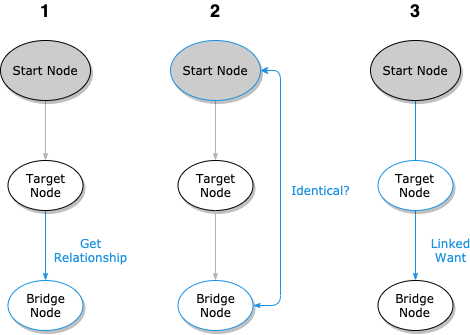 1
2
3
Start Node
Start Node
Start Node
Target
Node
Target
Node
Target
Node
Identical?
Get
Relationship
Linked
Want
Bridge
Node
Bridge
Node
Bridge
Node